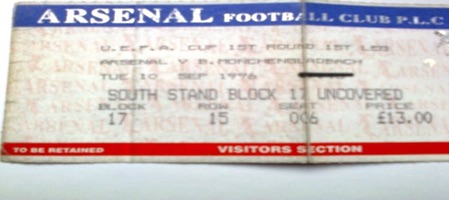 ARSENAL FOOTBALL CLUB P.L.C
U.E.F.A. CUP 1ST ROUND 1ST LEG
ARSENAL V B.MONCHENGLADBACH
TUE 10 SEP 1996
SOUTH STAND BLOCK 17 UNCOVERED
BLOCK ROW SEAT PRICE
17 15 006 £13.00
TO BE RETAINED VISITORS SECTION